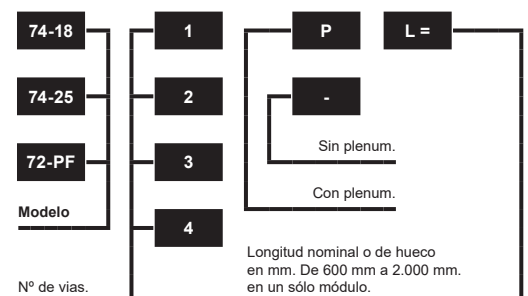 74-18 1 P L =
74-25 2 -
Sin plenum.
72-PF 3
Con plenum.
Modelo
4
Longitud nominal o de hueco
en mm. De 600 mm a 2.000 mm.
Nº de vias. en un sólo módulo.